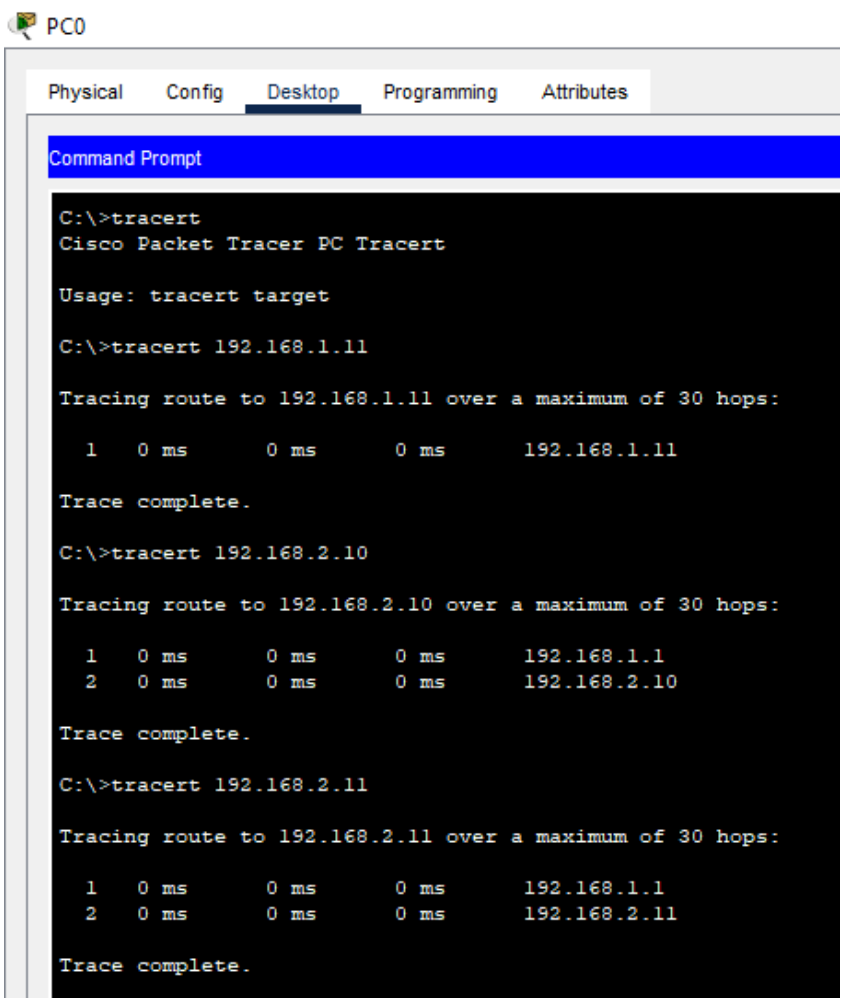 PC0
Physical Config Desktop Programming Attributes
Command Prompt
C:\>tracert
Cisco Packet Tracer PC Tracert
Usage: tracert target
C:\>tracert 192.168.1.11
Tracing route to 192.168.1.11 over a maximum of 30 hops:
1 0 ms 0 ms 0 ms 192.168.1.11
Trace complete.
C:\>tracert 192.168.2.10
Tracing route to 192.168.2.10 over a maximum of 30 hops:
1 0 ms 0 ms 0 ms 192.168.1.1
2 0 ms 0 ms 0 ms 192.168.2.10
Trace complete.
C:\>tracert 192.168.2.11
Tracing route to 192.168.2.11 over a maximum of 30 hops:
1 0 ms 0 ms 0 ms 192.168.1.1
2 0 ms 0 ms 0 ms 192.168.2.11
Trace complete.